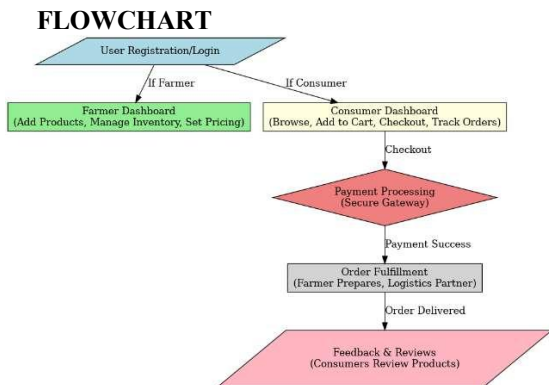 FLOWCHART
User Registration/Login
If Farmer
If Consumer
Farmer Dashboard
(Add Products, Manage Inventory, Set Pricing)
Consumer Dashboard
(Browse, Add to Cart, Checkout, Track Orders)
Checkout
Payment Processing
(Secure Gateway)
Payment Success
Order Fulfillment
(Farmer Prepares, Logistics Partner)
Order Delivered
Feedback & Reviews
(Consumers Review Products)